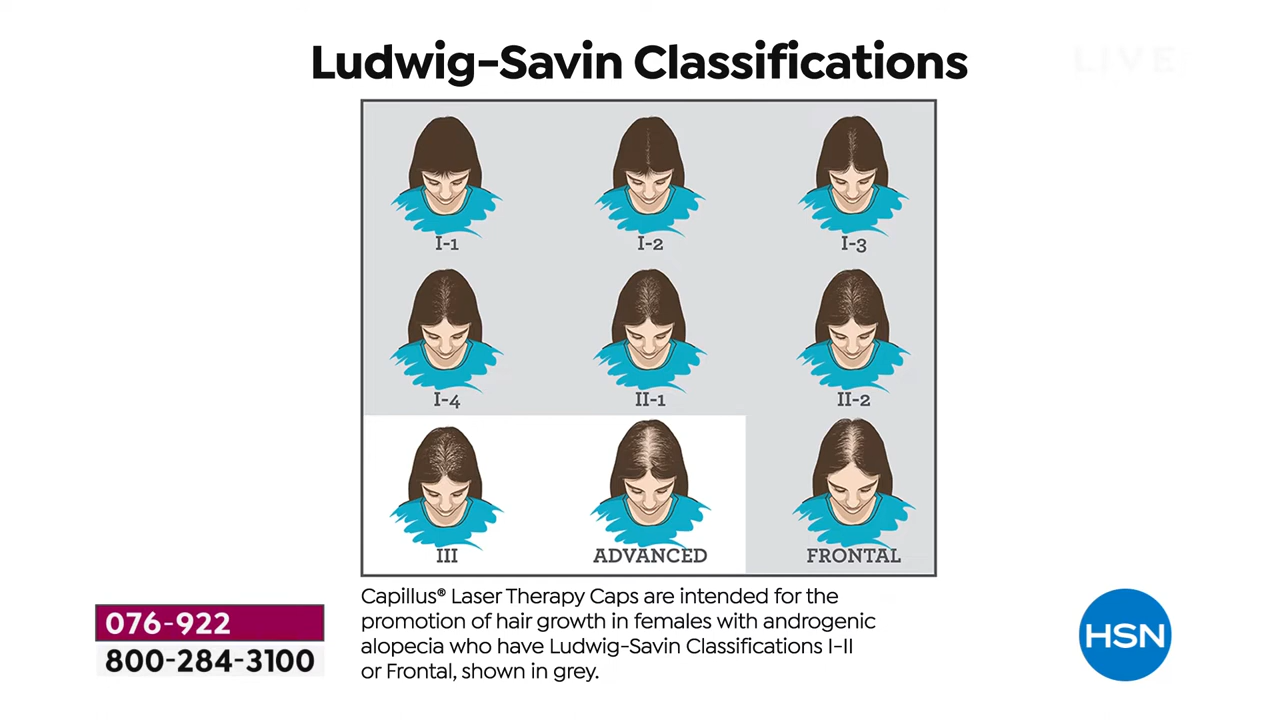 Ludwig-Savin Classifications
LIVE
I-1
I-2
I-3
I-4
II-1
II-2
III
ADVANCED
FRONTAL
Capillus® Laser Therapy Caps are intended for the
promotion of hair growth in females with androgenic
alopecia who have Ludwig-Savin Classifications I-II
or Frontal, shown in grey.
076-922
800-284-3100
HSN